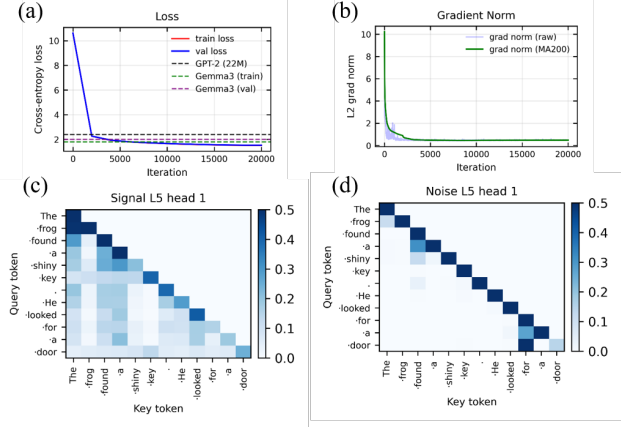 (a)
Loss
train loss
val loss
GPT-2 (22M)
Gemma3 (train)
Gemma3 (val)
10
8
6
4
2
0
5000
10000
15000
20000
Cross-entropy loss
Iteration
(b)
Gradient Norm
grad norm (raw)
grad norm (MA200)
10
8
6
4
2
0
0
5000
10000
15000
20000
L2 grad norm
Iteration
(c)
Signal L5 head 1
The
·frog
·found
·a
·shiny
·key
.
·He
·looked
·for
·a
·door
Query token
The
·frog
·found
·a
·shiny
·key
.
·He
·looked
·for
·a
·door
Key token
0.5
0.4
0.3
0.2
0.1
0.0
(d)
Noise L5 head 1
The
·frog
·found
·a
·shiny
·key
.
·He
·looked
·for
·a
·door
Query token
The
·frog
·found
·a
·shiny
·key
.
·He
·looked
·for
·a
·door
Key token
0.5
0.4
0.3
0.2
0.1
0.0